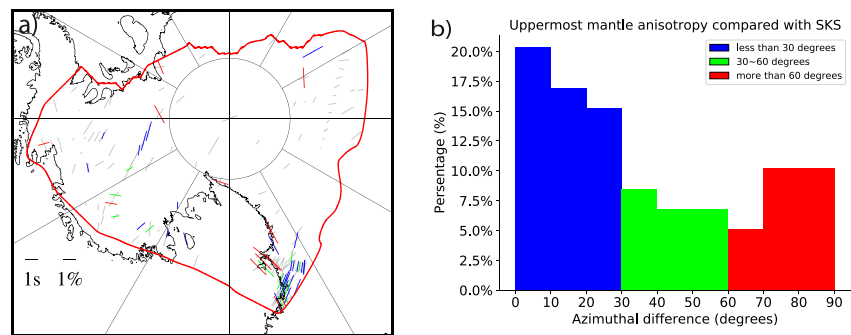 a)
1s 1%
b)
Uppermost mantle anisotropy compared with SKS
less than 30 degrees
30~60 degrees
more than 60 degrees
Persentage (%)
20.0%
17.5%
15.0%
12.5%
10.0%
7.5%
5.0%
2.5%
0.0%
0 10 20 30 40 50 60 70 80 90
Azimuthal difference (degrees)